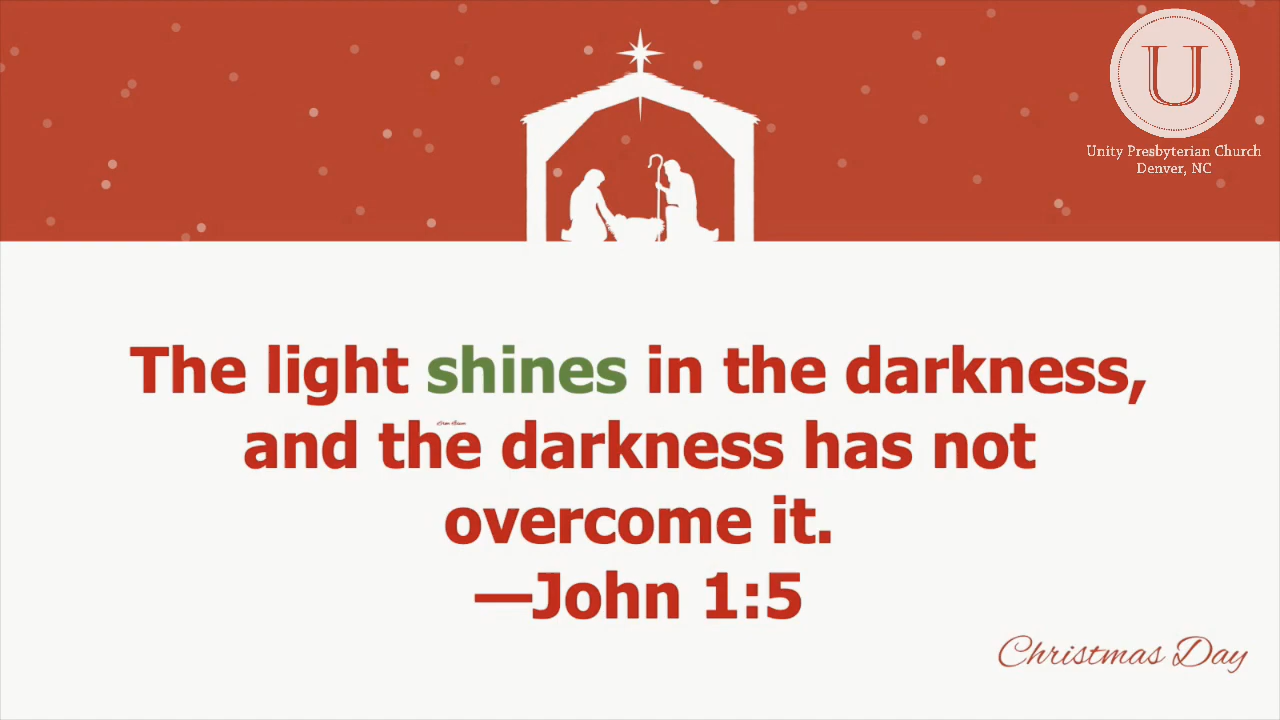 U
Unity Presbyterian Church
Denver, NC
The light shines in the darkness,
and the darkness has not
overcome it.
—John 1:5
Christmas Day